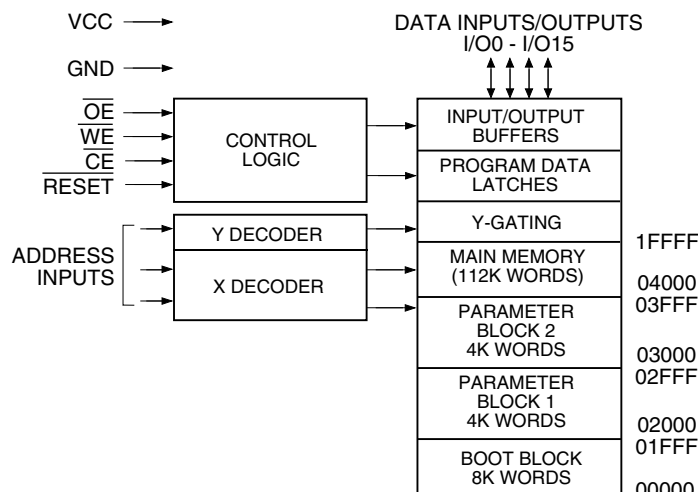 VCC
GND
OE
WE
CE
RESET
ADDRESS
INPUTS
CONTROL
LOGIC
Y DECODER
X DECODER
DATA INPUTS/OUTPUTS
I/O0 - I/O15
INPUT/OUTPUT
BUFFERS
PROGRAM DATA
LATCHES
Y-GATING
MAIN MEMORY
(112K WORDS)
PARAMETER
BLOCK 2
4K WORDS
PARAMETER
BLOCK 1
4K WORDS
BOOT BLOCK
8K WORDS
1FFFF
04000
03FFF
03000
02FFF
02000
01FFF
00000